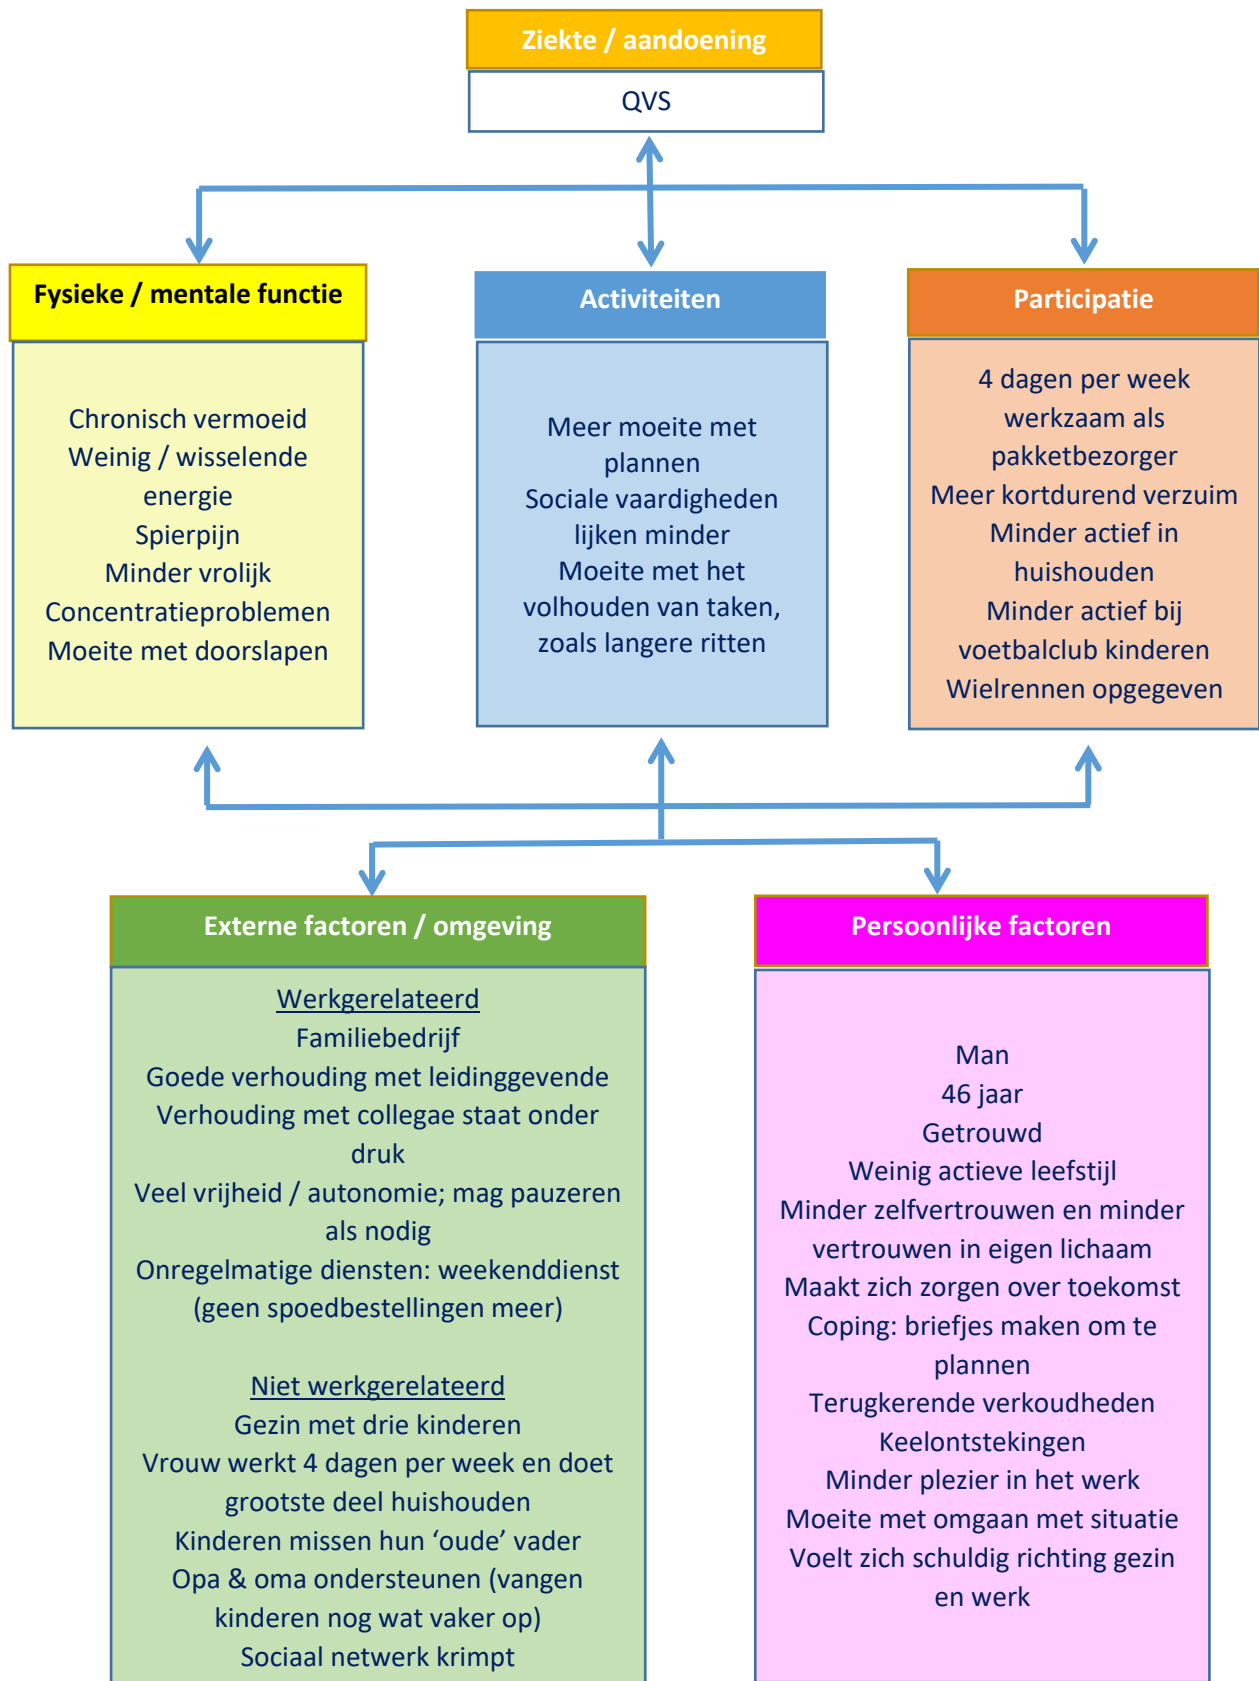 Ziekte / aandoening
QVS
Fysieke / mentale functie
Chronisch vermoeid
Weinig / wisselende
energie
Spierpijn
Minder vrolijk
Concentratieproblemen
Moeite met doorslapen
Activiteiten
Meer moeite met
plannen
Sociale vaardigheden
lijken minder
Moeite met het
volhouden van taken,
zoals langere ritten
Participatie
4 dagen per week
werkzaam als
pakketbezorger
Meer kortdurend verzuim
Minder actief in
huishouden
Minder actief bij
voetbalclub kinderen
Wielrennen opgegeven
Externe factoren / omgeving
Werkgerelateerd
Familiebedrijf
Goede verhouding met leidinggevende
Verhouding met collegae staat onder
druk
Veel vrijheid / autonomie; mag pauzeren
als nodig
Onregelmatige diensten: weekenddienst
(geen spoedbestellingen meer)
Niet werkgerelateerd
Gezin met drie kinderen
Vrouw werkt 4 dagen per week en doet
grootste deel huishouden
Kinderen missen hun ‘oude’ vader
Opa & oma ondersteunen (vangen
kinderen nog wat vaker op)
Sociaal netwerk krimpt
Persoonlijke factoren
Man
46 jaar
Getrouwd
Weinig actieve leefstijl
Minder zelfvertrouwen en minder
vertrouwen in eigen lichaam
Maakt zich zorgen over toekomst
Coping: briefjes maken om te
plannen
Terugkerende verkoudheden
Keelontstekingen
Minder plezier in het werk
Moeite met omgaan met situatie
Voelt zich schuldig richting gezin
en werk